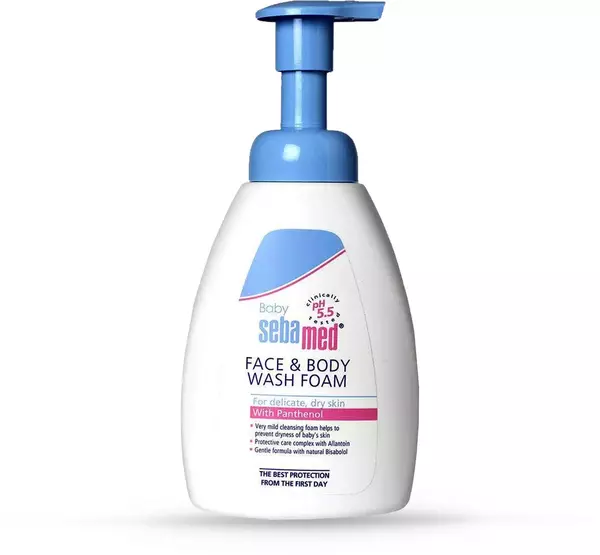 Baby
clinically tested
pH
5.5
sebamed®
FACE & BODY
WASH FOAM
For delicate, dry skin
With Panthenol
• Very mild cleansing foam helps to
prevent dryness of baby's skin
• Protective care complex with Allantoin
• Gentle formula with natural Bisabolol
THE BEST PROTECTION
FROM THE FIRST DAY